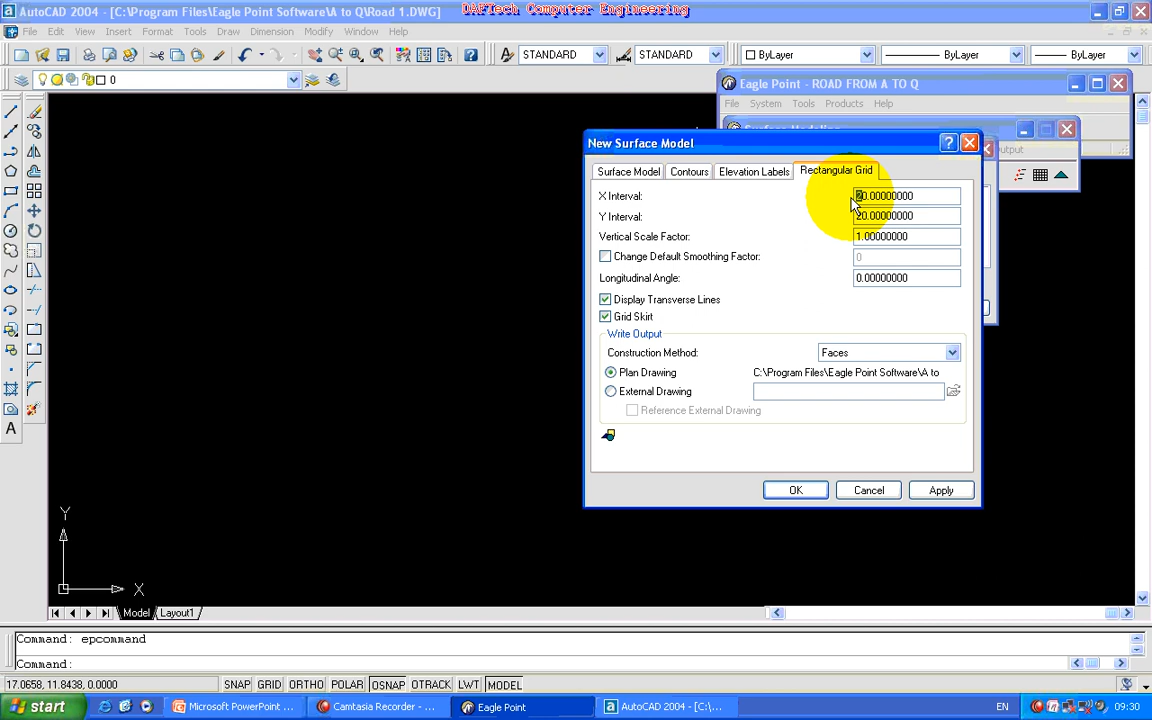 AutoCAD 2004 - [C:\Program Files\Eagle Point Software\A to Q\Road 1.DWG]
DAFTech Computer Engineering
File Edit View Insert Format Tools Draw Dimension Modify Window Help
STANDARD STANDARD ByLayer ByLayer ByLayer
0
Eagle Point - ROAD FROM A TO Q
File System Tools Products Help
Surface Modeling
New Surface Model
Surface Model Contours Elevation Labels Rectangular Grid
X Interval: 20.00000000
Y Interval: 20.00000000
Vertical Scale Factor: 1.00000000
Change Default Smoothing Factor: 0
Longitudinal Angle: 0.00000000
Display Transverse Lines
Grid Skirt
Write Output
Construction Method: Faces
Plan Drawing C:\Program Files\Eagle Point Software\A to
External Drawing
Reference External Drawing
OK Cancel Apply
Y
X
Model Layout1
Command: epcommand
Command:
17.0658, 11.8438, 0.0000 SNAP GRID ORTHO POLAR OSNAP OTRACK LWT MODEL
start Microsoft PowerPoint ... Camtasia Recorder - ... Eagle Point AutoCAD 2004 - [C:\... EN 09:30